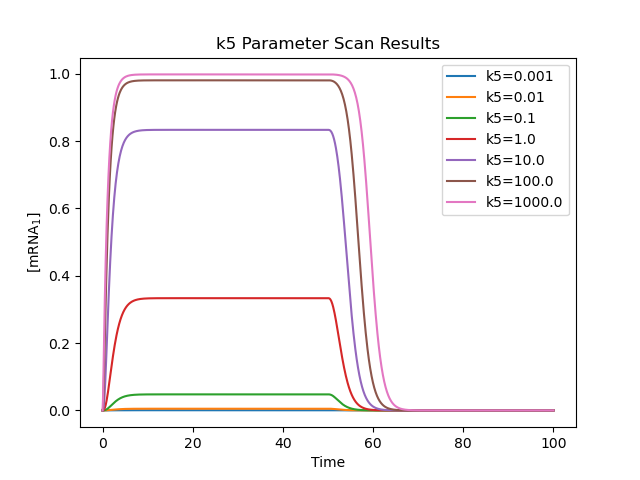 k5 Parameter Scan Results
k5=0.001
k5=0.01
k5=0.1
k5=1.0
k5=10.0
k5=100.0
k5=1000.0
1.0
0.8
0.6
0.4
0.2
0.0
[mRNA₁]
0 20 40 60 80 100
Time